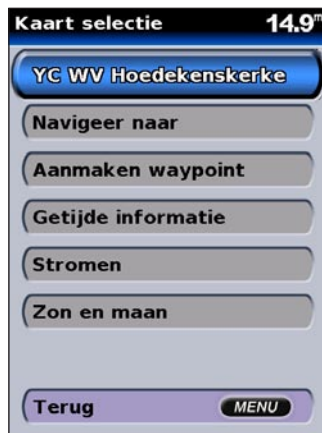 Kaart selectie 14.9m
YC WV Hoedekenskerke
Navigeer naar
Aanmaken waypoint
Getijde informatie
Stromen
Zon en maan
Terug MENU